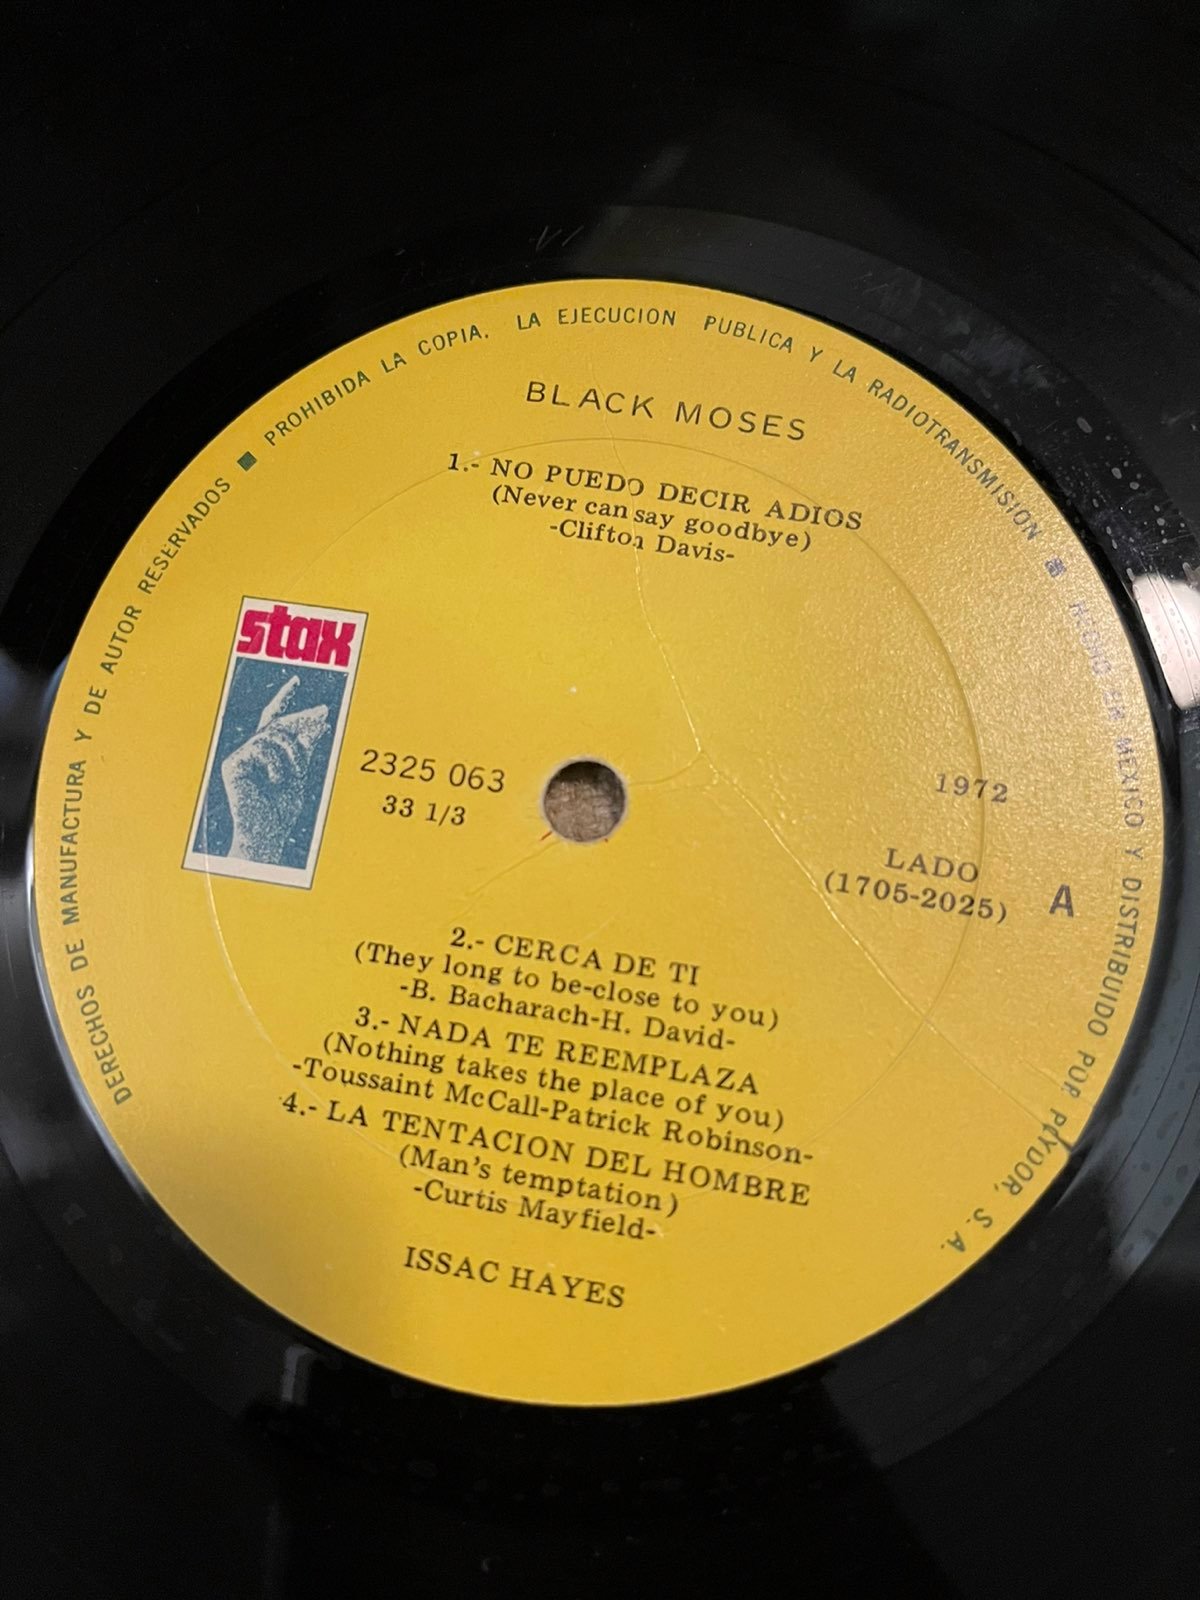 DERECHOS DE MANUFACTURA Y DE AUTOR RESERVADOS ■ PROHIBIDA LA COPIA, LA EJECUCION PUBLICA Y LA RADIOTRANSMISION ■ HECHO EN MEXICO Y DISTRIBUIDO POR PLYDOR, S. A.
BLACK MOSES
1.- NO PUEDO DECIR ADIOS
(Never can say goodbye)
-Clifton Davis-
stax
2325 063
33 1/3
1972
LADO
(1705-2025)
A
2.- CERCA DE TI
(They long to be-close to you)
-B. Bacharach-H. David-
3.- NADA TE REEMPLAZA
(Nothing takes the place of you)
-Toussaint McCall-Patrick Robinson-
4.- LA TENTACION DEL HOMBRE
(Man's temptation)
-Curtis Mayfield-
ISSAC HAYES